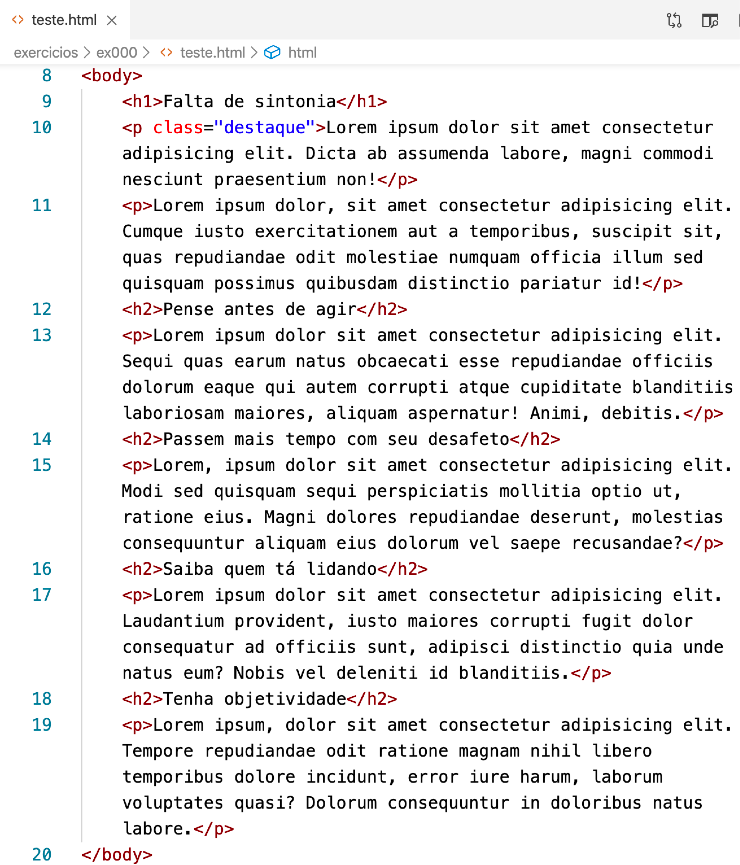 teste.html
exercicios > ex000 > teste.html > html
8 <body>
9 <h1>Falta de sintonia</h1>
10 <p class="destaque">Lorem ipsum dolor sit amet consectetur
adipisicing elit. Dicta ab assumenda labore, magni commodi
nesciunt praesentium non!</p>
11 <p>Lorem ipsum dolor, sit amet consectetur adipisicing elit.
Cumque iusto exercitationem aut a temporibus, suscipit sit,
quas repudiandae odit molestiae numquam officia illum sed
quisquam possimus quibusdam distinctio pariatur id!</p>
12 <h2>Pense antes de agir</h2>
13 <p>Lorem ipsum dolor sit amet consectetur adipisicing elit.
Sequi quas earum natus obcaecati esse repudiandae officiis
dolorum eaque qui autem corrupti atque cupiditate blanditiis
laboriosam maiores, aliquam aspernatur! Animi, debitis.</p>
14 <h2>Passem mais tempo com seu desafeto</h2>
15 <p>Lorem, ipsum dolor sit amet consectetur adipisicing elit.
Modi sed quisquam sequi perspiciatis mollitia optio ut,
ratione eius. Magni dolores repudiandae deserunt, molestias
consequuntur aliquam eius dolorum vel saepe recusandae?</p>
16 <h2>Saiba quem tá lidando</h2>
17 <p>Lorem ipsum dolor sit amet consectetur adipisicing elit.
Laudantium provident, iusto maiores corrupti fugit dolor
consequatur ad officiis sunt, adipisci distinctio quia unde
natus eum? Nobis vel deleniti id blanditiis.</p>
18 <h2>Tenha objetividade</h2>
19 <p>Lorem ipsum, dolor sit amet consectetur adipisicing elit.
Tempore repudiandae odit ratione magnam nihil libero
temporibus dolore incidunt, error iure harum, laborum
voluptates quasi? Dolorum consequuntur in doloribus natus
labore.</p>
20 </body>